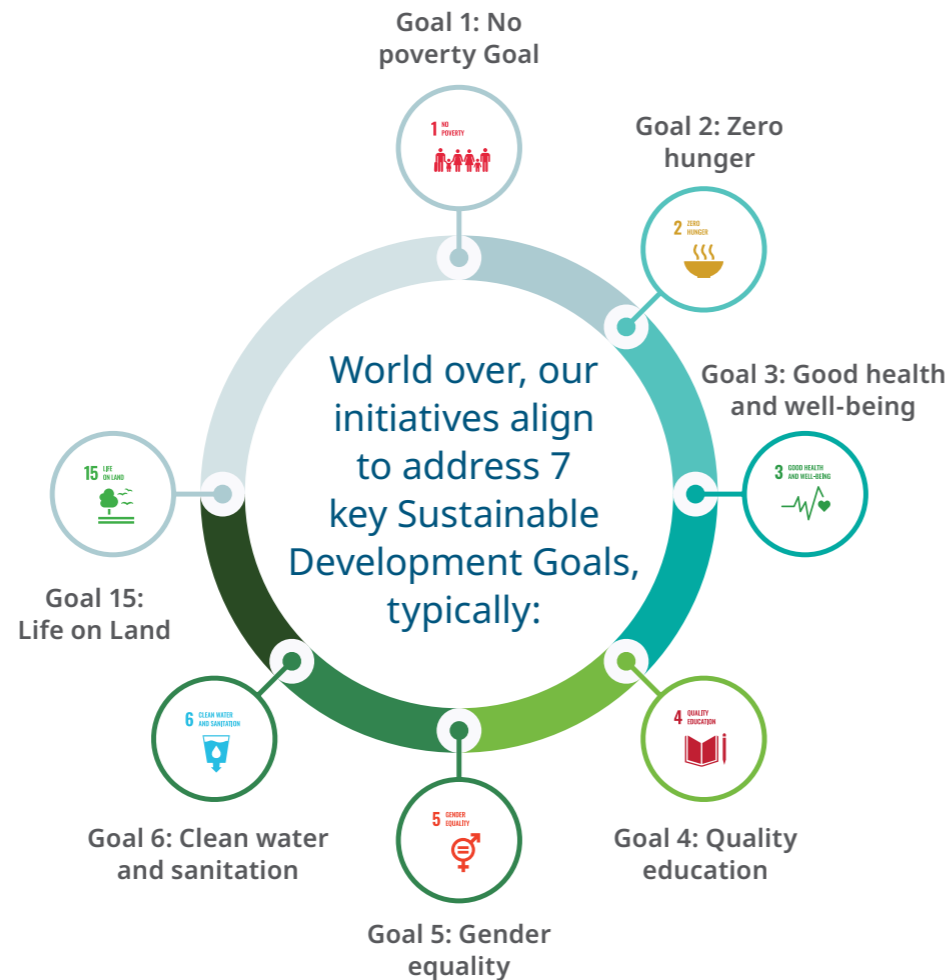 Goal 1: No
poverty Goal
1 NO
POVERTY
Goal 2: Zero
hunger
2 ZERO
HUNGER
Goal 3: Good health
and well-being
3 GOOD HEALTH
AND WELL-BEING
World over, our
initiatives align
to address 7
key Sustainable
Development Goals,
typically:
15 LIFE
ON LAND
Goal 15:
Life on Land
6 CLEAN WATER
AND SANITATION
Goal 6: Clean water
and sanitation
4 QUALITY
EDUCATION
Goal 4: Quality
education
5 GENDER
EQUALITY
Goal 5: Gender
equality